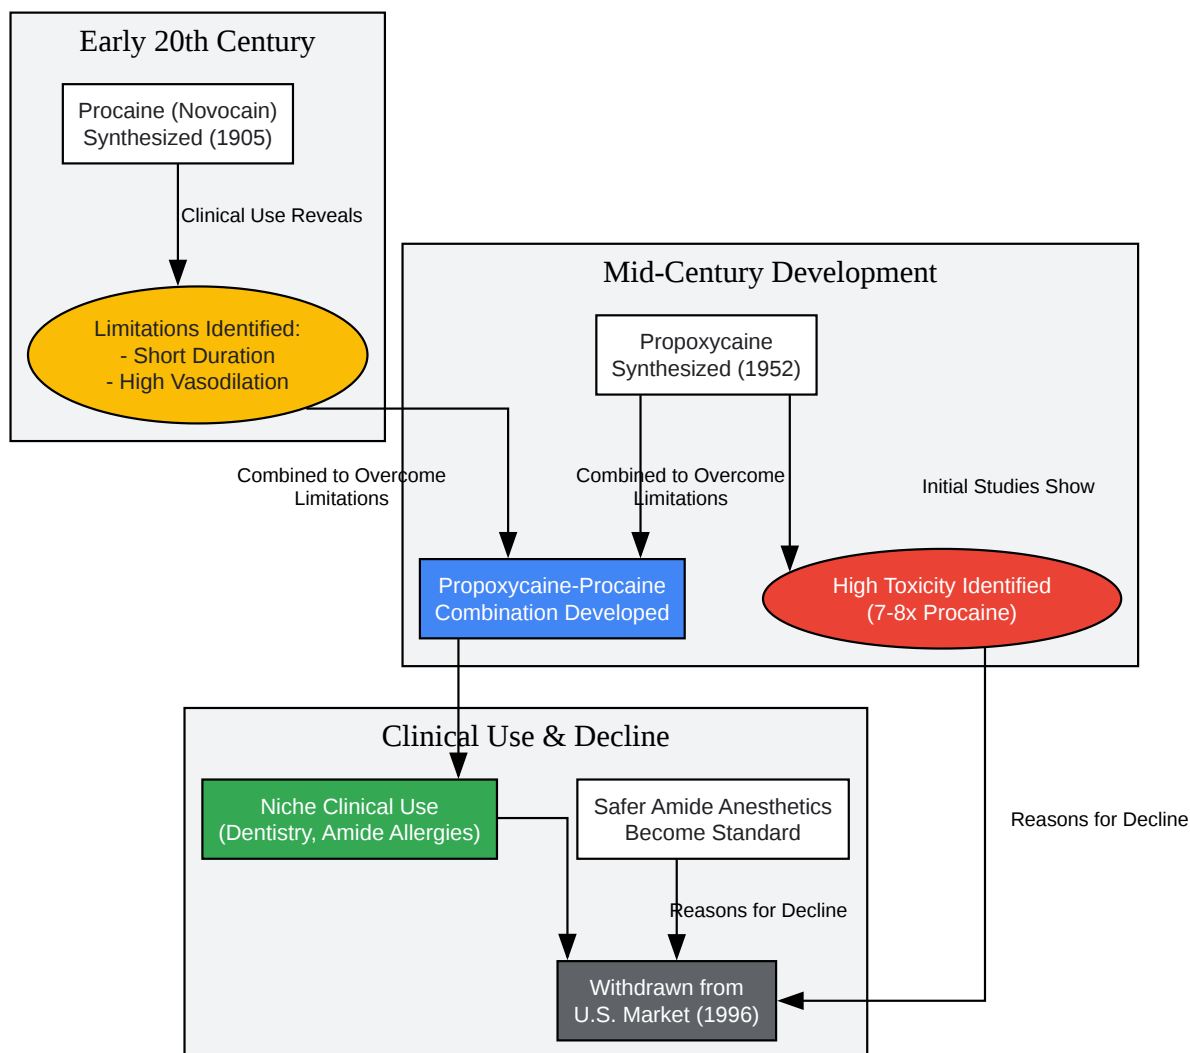 Early 20th Century
Procaine (Novocain)
Synthesized (1905)
Clinical Use Reveals
Limitations Identified:
- Short Duration
- High Vasodilation
Mid-Century Development
Propoxycaine
Synthesized (1952)
Combined to Overcome
Limitations
Combined to Overcome
Limitations
Initial Studies Show
Propoxycaine-Procaine
Combination Developed
High Toxicity Identified
(7-8x Procaine)
Clinical Use & Decline
Niche Clinical Use
(Dentistry, Amide Allergies)
Safer Amide Anesthetics
Become Standard
Reasons for Decline
Reasons for Decline
Withdrawn from
U.S. Market (1996)